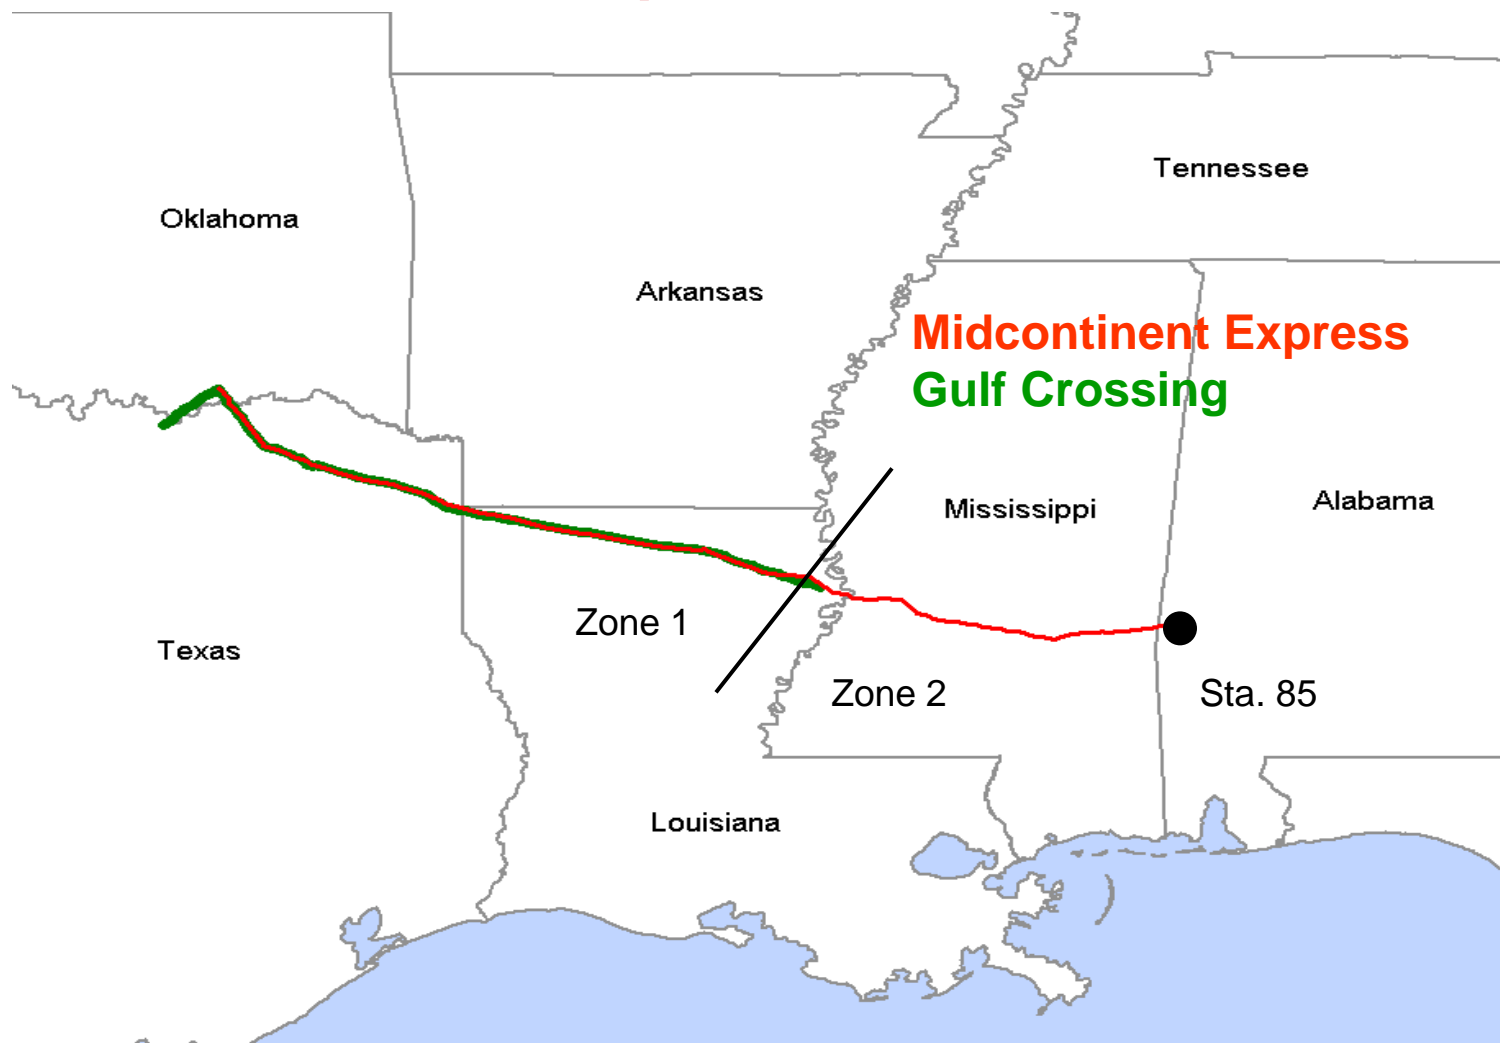 Tennessee
Oklahoma
Arkansas
Midcontinent Express
Gulf Crossing
Mississippi
Alabama
Zone 1
Texas
Zone 2
Sta. 85
Louisiana